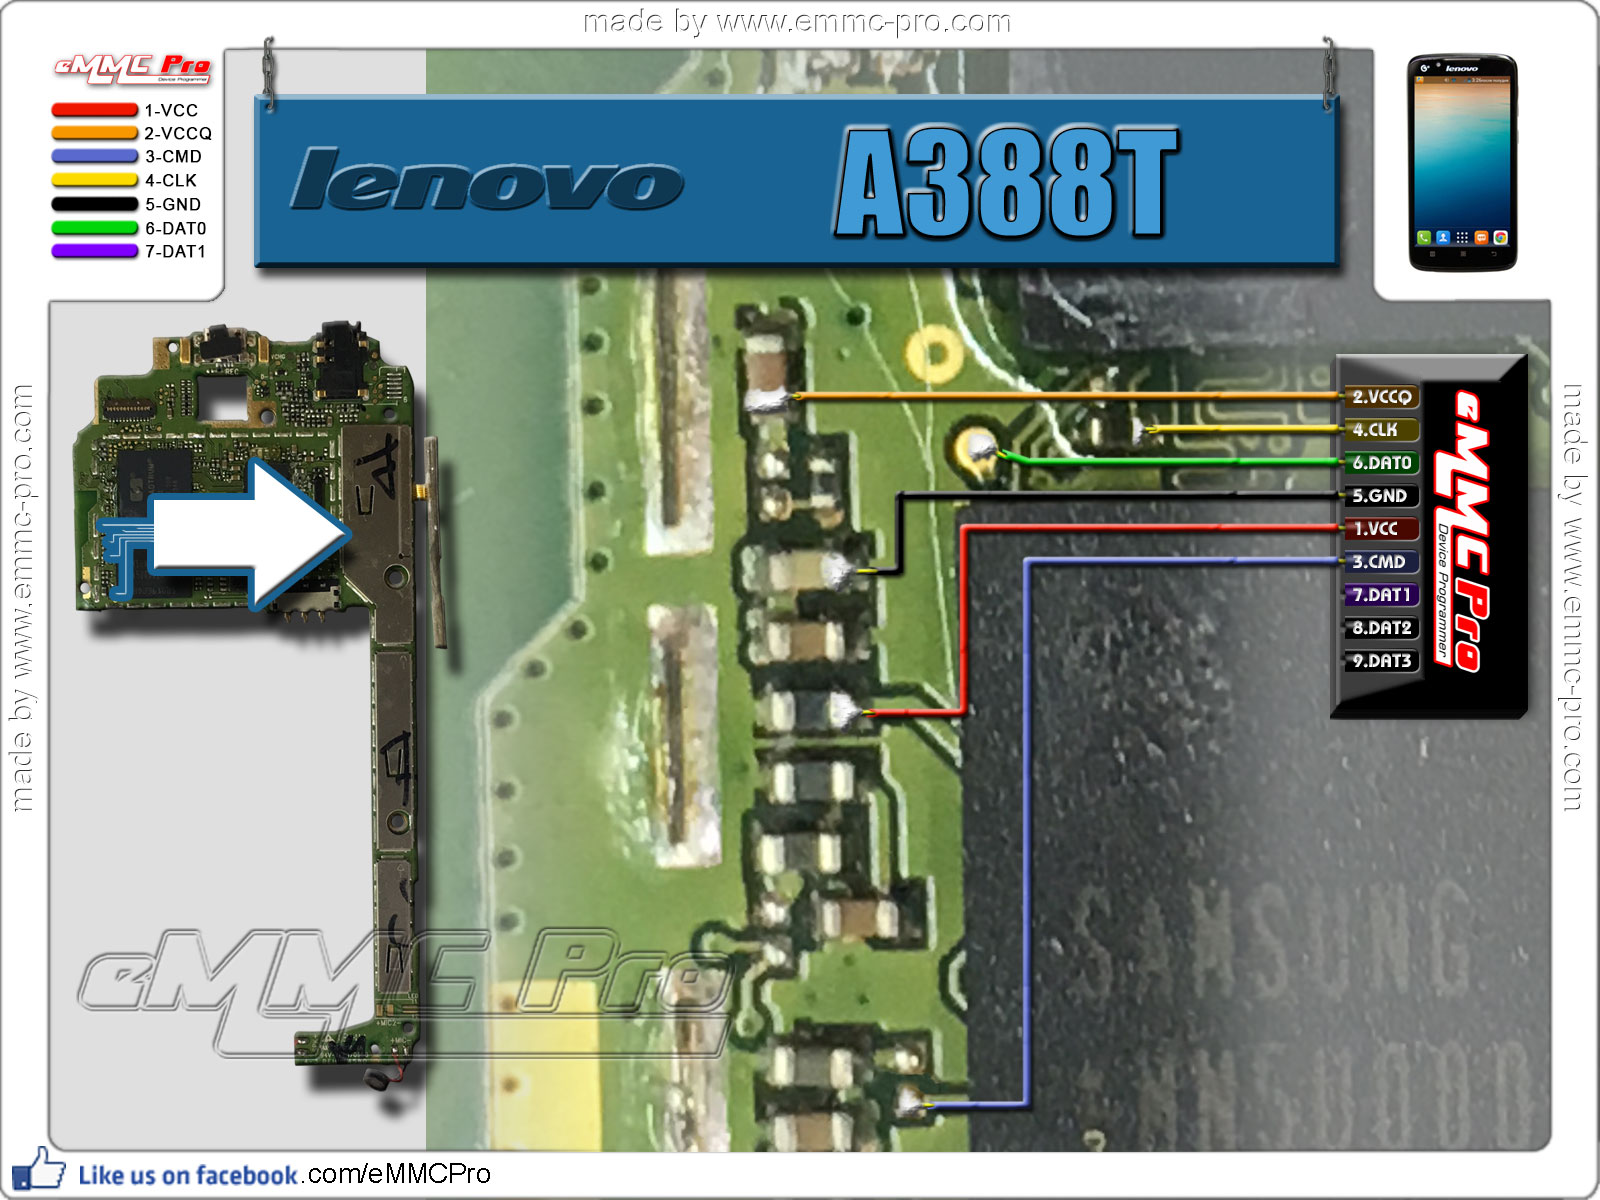 made by www.emmc-pro.com
eMMC Pro
Device Programmer
1-VCC
2-VCCQ
3-CMD
4-CLK
5-GND
6-DAT0
7-DAT1
lenovo
A388T
lenovo
2.VCCQ
4.CLK
6.DAT0
5.GND
1.VCC
3.CMD
7.DAT1
8.DAT2
9.DAT3
eMMC Pro
Device Programmer
made by www.emmc-pro.com
made by www.emmc-pro.com
REC
SAMSUNG
eMMC Pro
Like us on facebook.com/eMMCPro